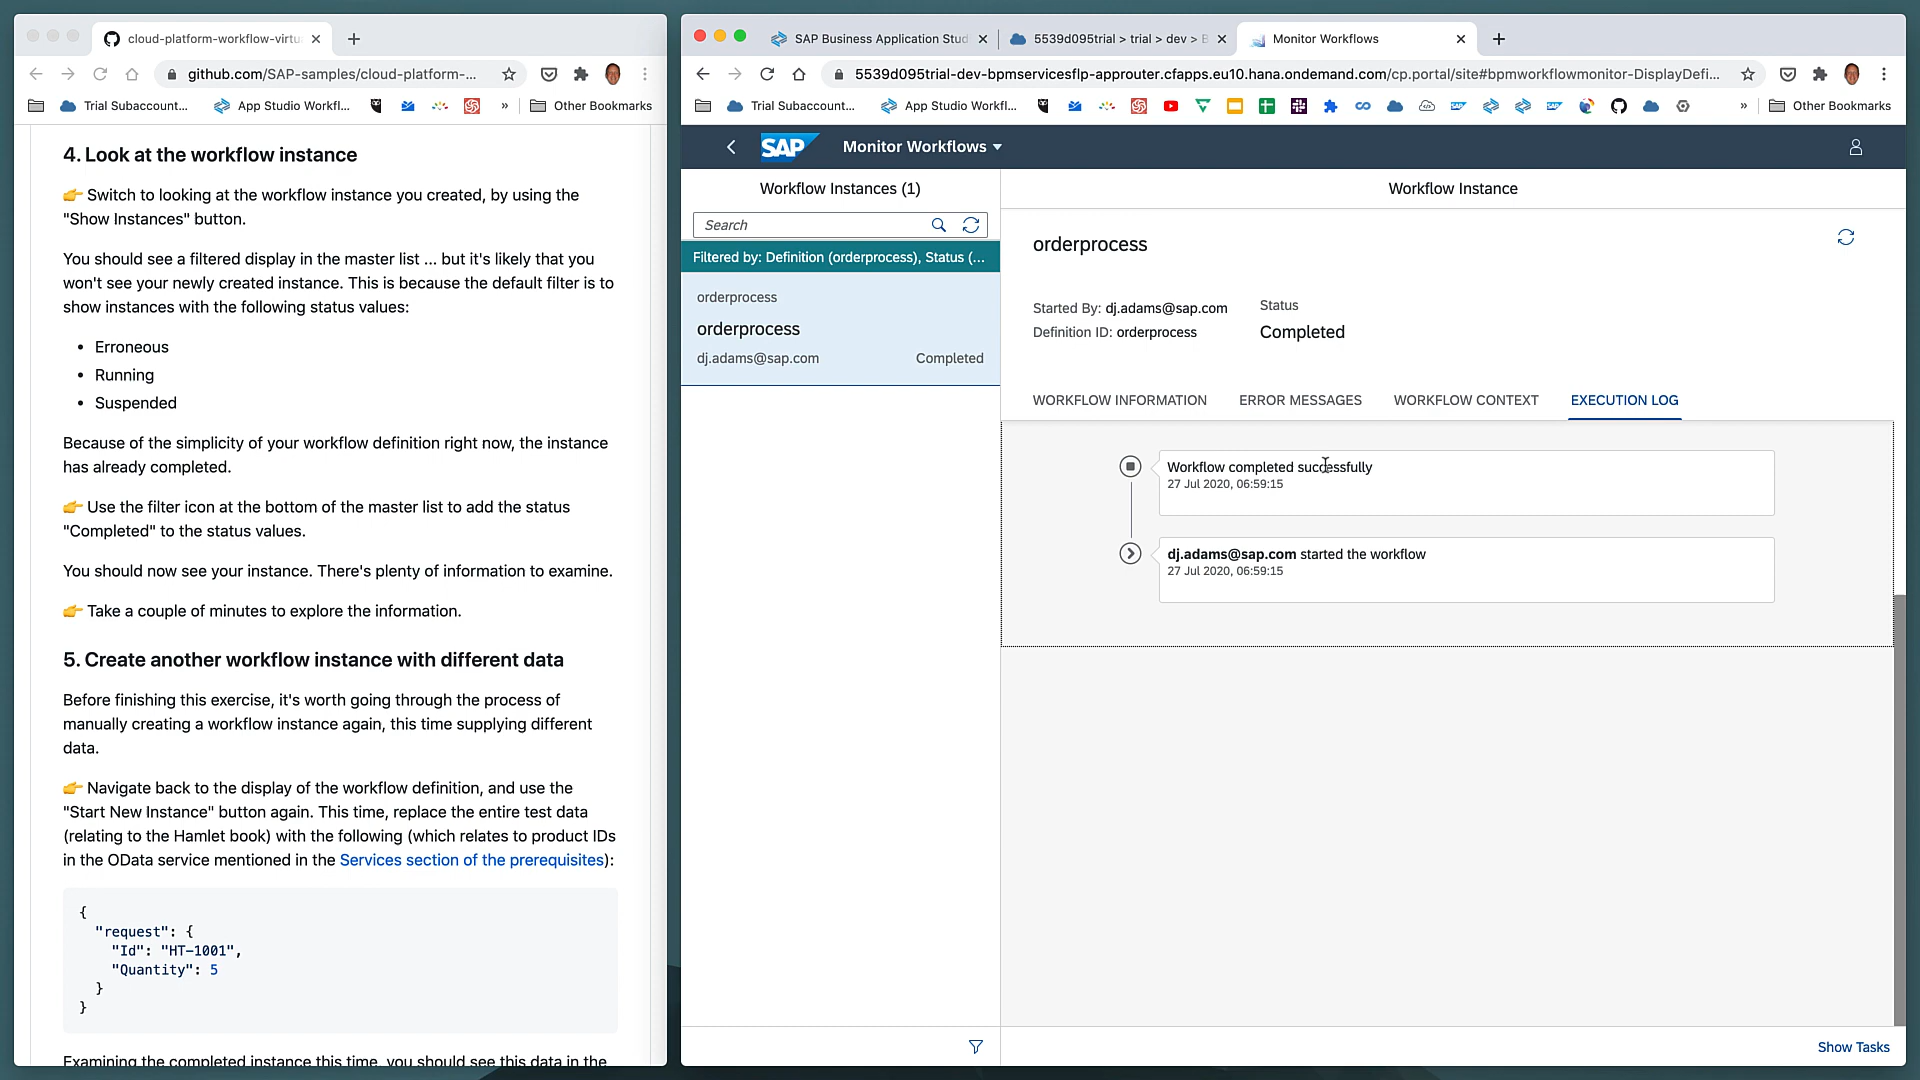 cloud-platform-workflow-virtu
github.com/SAP-samples/cloud-platform-...
Trial Subaccount...
App Studio Workfl...
»
Other Bookmarks
4. Look at the workflow instance
👉 Switch to looking at the workflow instance you created, by using the
"Show Instances" button.
You should see a filtered display in the master list ... but it's likely that you
won't see your newly created instance. This is because the default filter is to
show instances with the following status values:
• Erroneous
• Running
• Suspended
Because of the simplicity of your workflow definition right now, the instance
has already completed.
👉 Use the filter icon at the bottom of the master list to add the status
"Completed" to the status values.
You should now see your instance. There's plenty of information to examine.
👉 Take a couple of minutes to explore the information.
5. Create another workflow instance with different data
Before finishing this exercise, it's worth going through the process of
manually creating a workflow instance again, this time supplying different
data.
👉 Navigate back to the display of the workflow definition, and use the
"Start New Instance" button again. This time, replace the entire test data
(relating to the Hamlet book) with the following (which relates to product IDs
in the OData service mentioned in the Services section of the prerequisites):
{
"request": {
"Id": "HT-1001",
"Quantity": 5
}
}
Examining the completed instance this time, you should see this data in the
SAP Business Application Stud
5539d095trial > trial > dev > B
Monitor Workflows
5539d095trial-dev-bpmservicesflp-approuter.cfapps.eu10.hana.ondemand.com/cp.portal/site#bpmworkflowmonitor-DisplayDefi...
Trial Subaccount...
App Studio Workfl...
»
Other Bookmarks
SAP
Monitor Workflows
Workflow Instances (1)
Search
Filtered by: Definition (orderprocess), Status (...
orderprocess
orderprocess
dj.adams@sap.com
Completed
Workflow Instance
orderprocess
Started By: dj.adams@sap.com
Definition ID: orderprocess
Status
Completed
WORKFLOW INFORMATION
ERROR MESSAGES
WORKFLOW CONTEXT
EXECUTION LOG
Workflow completed successfully
27 Jul 2020, 06:59:15
dj.adams@sap.com started the workflow
27 Jul 2020, 06:59:15
Show Tasks